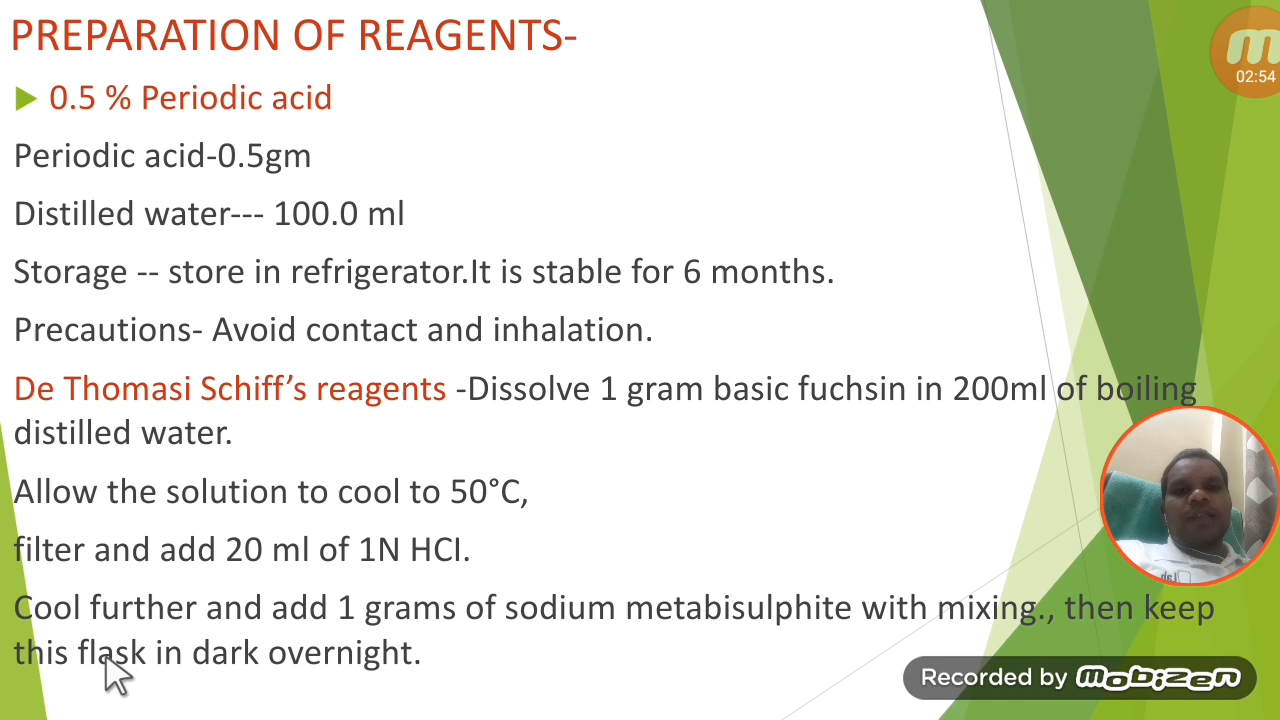 PREPARATION OF REAGENTS-
02:54
0.5 % Periodic acid
Periodic acid-0.5gm
Distilled water--- 100.0 ml
Storage -- store in refrigerator.It is stable for 6 months.
Precautions- Avoid contact and inhalation.
De Thomasi Schiff’s reagents -Dissolve 1 gram basic fuchsin in 200ml of boiling
distilled water.
Allow the solution to cool to 50°C,
filter and add 20 ml of 1N HCI.
Cool further and add 1 grams of sodium metabisulphite with mixing., then keep
this flask in dark overnight.
Recorded by mobizen